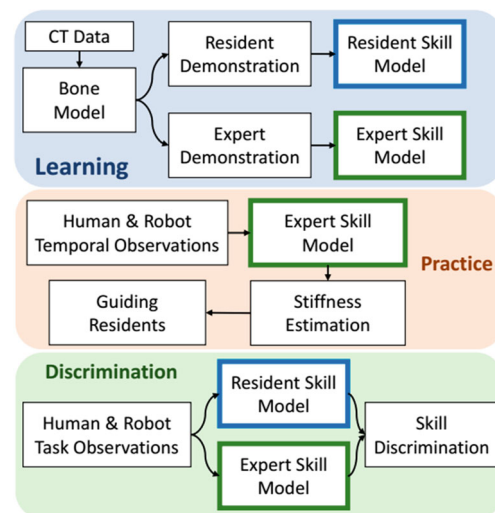 CT Data
Bone
Model
Resident
Demonstration
Resident Skill
Model
Expert
Demonstration
Expert Skill
Model
Learning
Human & Robot
Temporal Observations
Expert Skill
Model
Practice
Guiding
Residents
Stiffness
Estimation
Discrimination
Human & Robot
Task Observations
Resident Skill
Model
Expert Skill
Model
Skill
Discrimination